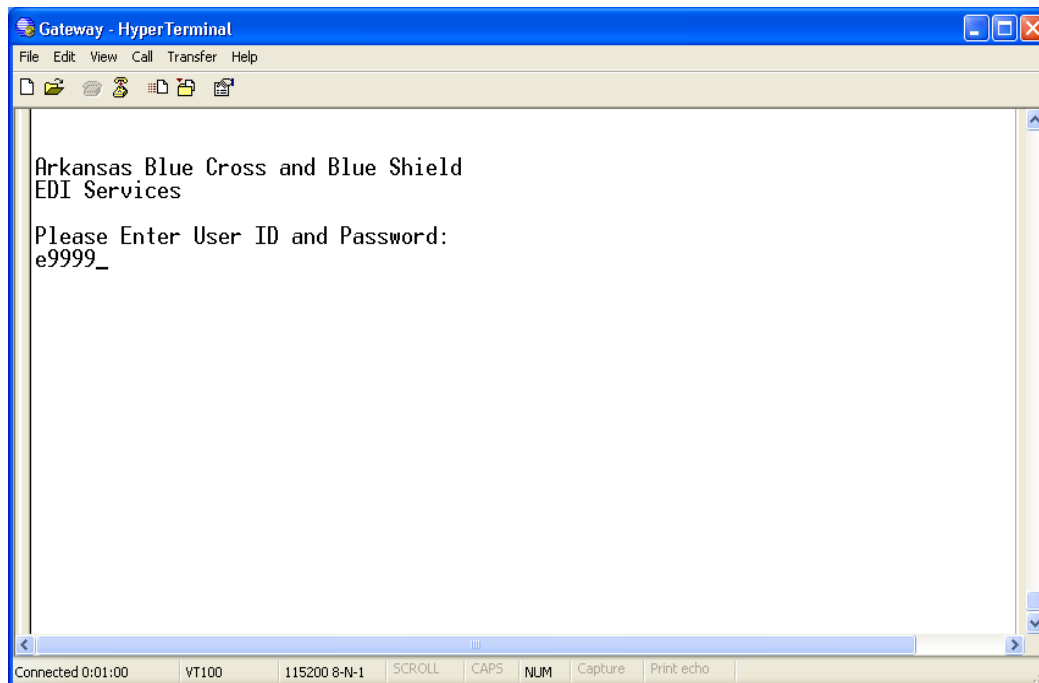 Gateway - HyperTerminal
File Edit View Call Transfer Help
Arkansas Blue Cross and Blue Shield
EDI Services
Please Enter User ID and Password:
e9999_
Connected 0:01:00 VT100 115200 8-N-1 SCROLL CAPS NUM Capture Print echo